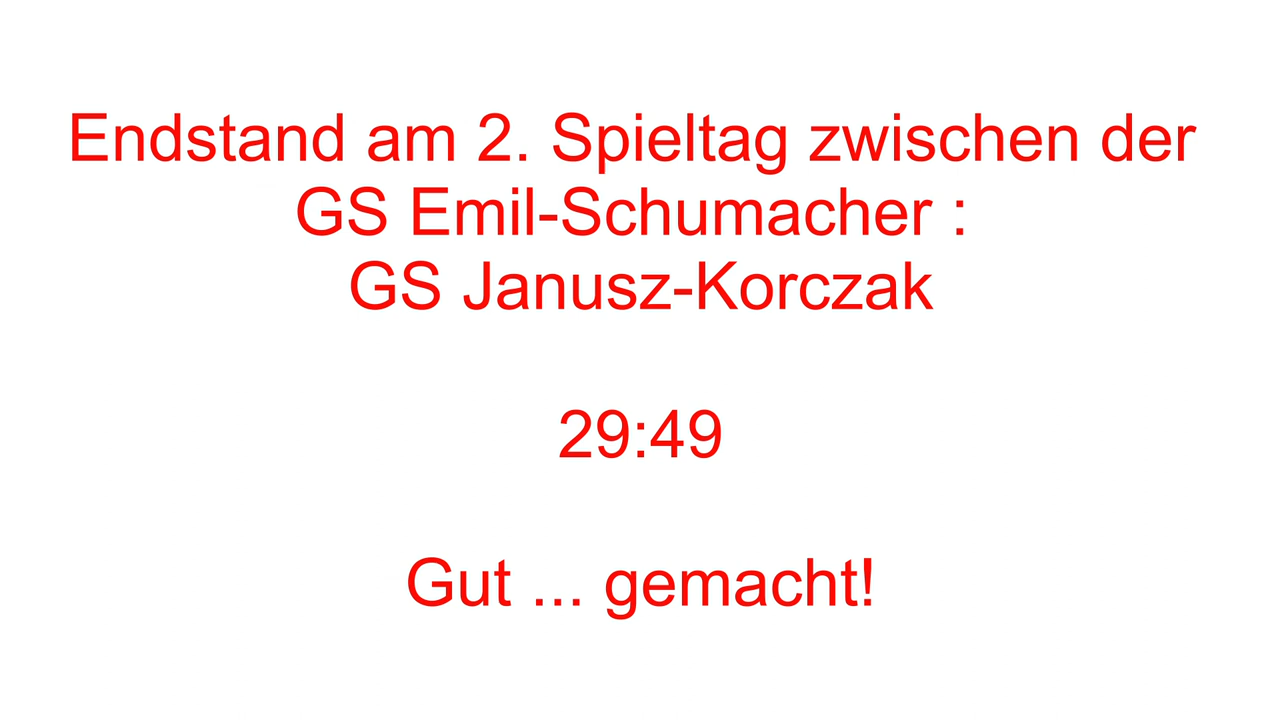 Endstand am 2. Spieltag zwischen der
GS Emil-Schumacher :
GS Janusz-Korczak
29:49
Gut ... gemacht!